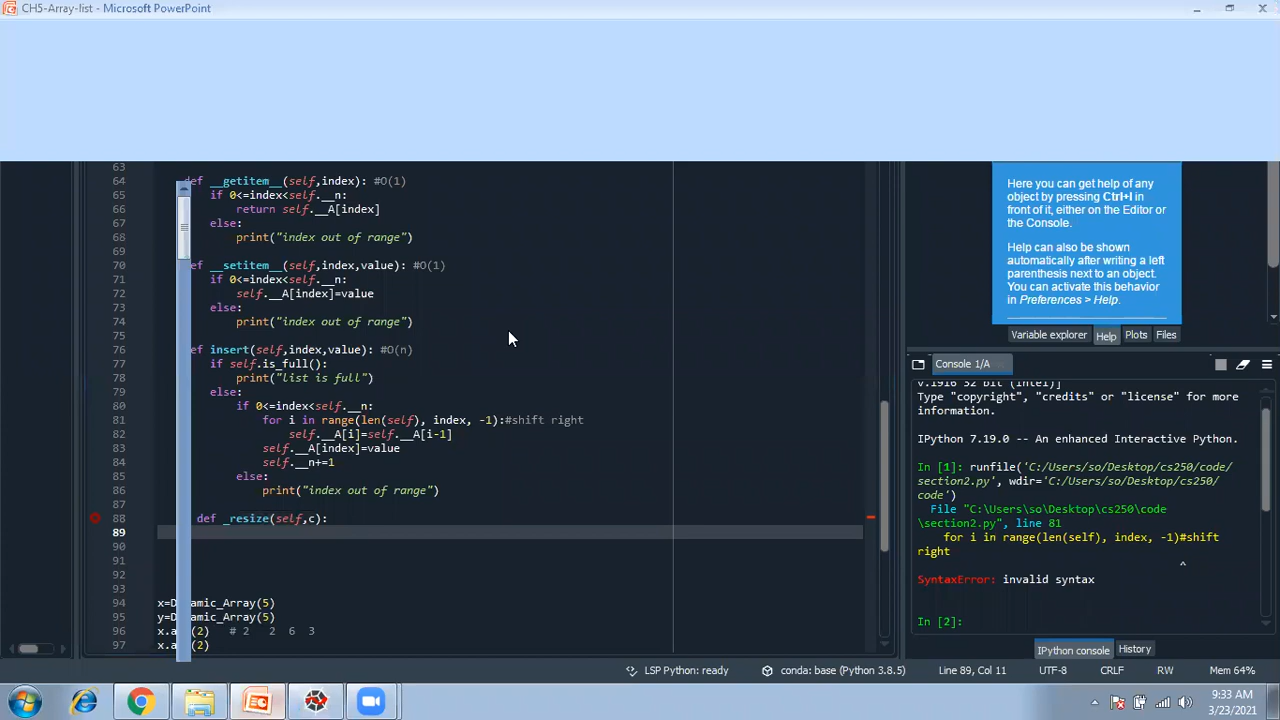 CH5-Array-list - Microsoft PowerPoint
63
64 def __getitem__(self,index): #O(1)
65 if 0<=index<self.__n:
66 return self.__A[index]
67 else:
68 print("index out of range")
69
70 ef __setitem__(self,index,value): #O(1)
71 if 0<=index<self.__n:
72 self.__A[index]=value
73 else:
74 print("index out of range")
75
76 ef insert(self,index,value): #O(n)
77 if self.is_full():
78 print("list is full")
79 else:
80 if 0<=index<self.__n:
81 for i in range(len(self), index, -1):#shift right
82 self.__A[i]=self.__A[i-1]
83 self.__A[index]=value
84 self.__n+=1
85 else:
86 print("index out of range")
87
88 def _resize(self,c):
89
90
91
92
93
94 x=D amic_Array(5)
95 y=D amic_Array(5)
96 x.a (2) # 2 2 6 3
97 x.a (2)
Here you can get help of any
object by pressing Ctrl+I in
front of it, either on the Editor or
the Console.
Help can also be shown
automatically after writing a left
parenthesis next to an object.
You can activate this behavior
in Preferences > Help.
Variable explorer Help Plots Files
Console 1/A
v.1916 32 bit (Intel)]
Type "copyright", "credits" or "license" for more
information.
IPython 7.19.0 -- An enhanced Interactive Python.
In [1]: runfile('C:/Users/so/Desktop/cs250/code/
section2.py', wdir='C:/Users/so/Desktop/cs250/
code')
File "C:\Users\so\Desktop\cs250\code
\section2.py", line 81
for i in range(len(self), index, -1)#shift
right
^
SyntaxError: invalid syntax
In [2]:
IPython console History
LSP Python: ready conda: base (Python 3.8.5) Line 89, Col 11 UTF-8 CRLF RW Mem 64%
9:33 AM
3/23/2021